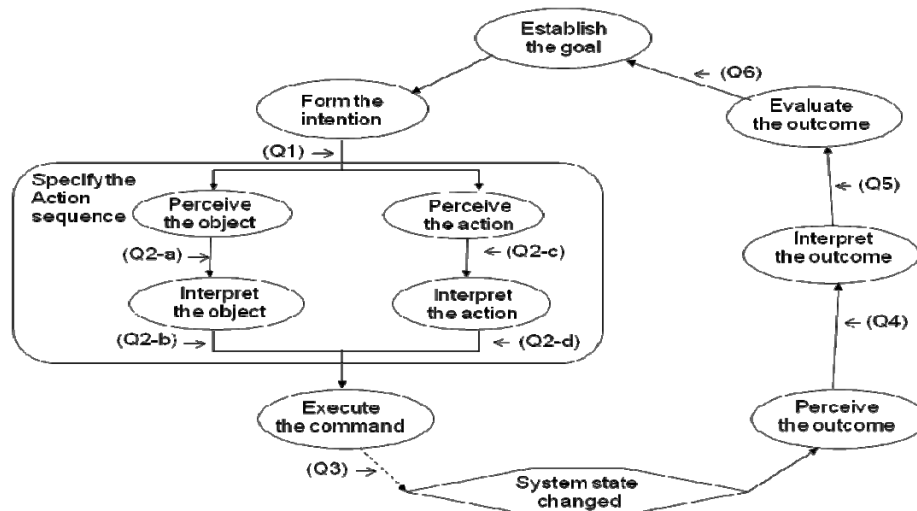 Establish
the goal
(Q6)
Form the
intention
Evaluate
the outcome
(Q1)
Specify the
Action
sequence
(Q5)
Perceive
the object
Perceive
the action
(Q2-a)
(Q2-c)
Interpret
the outcome
Interpret
the object
Interpret
the action
(Q4)
(Q2-b)
(Q2-d)
Execute
the command
Perceive
the outcome
(Q3)
System state
changed